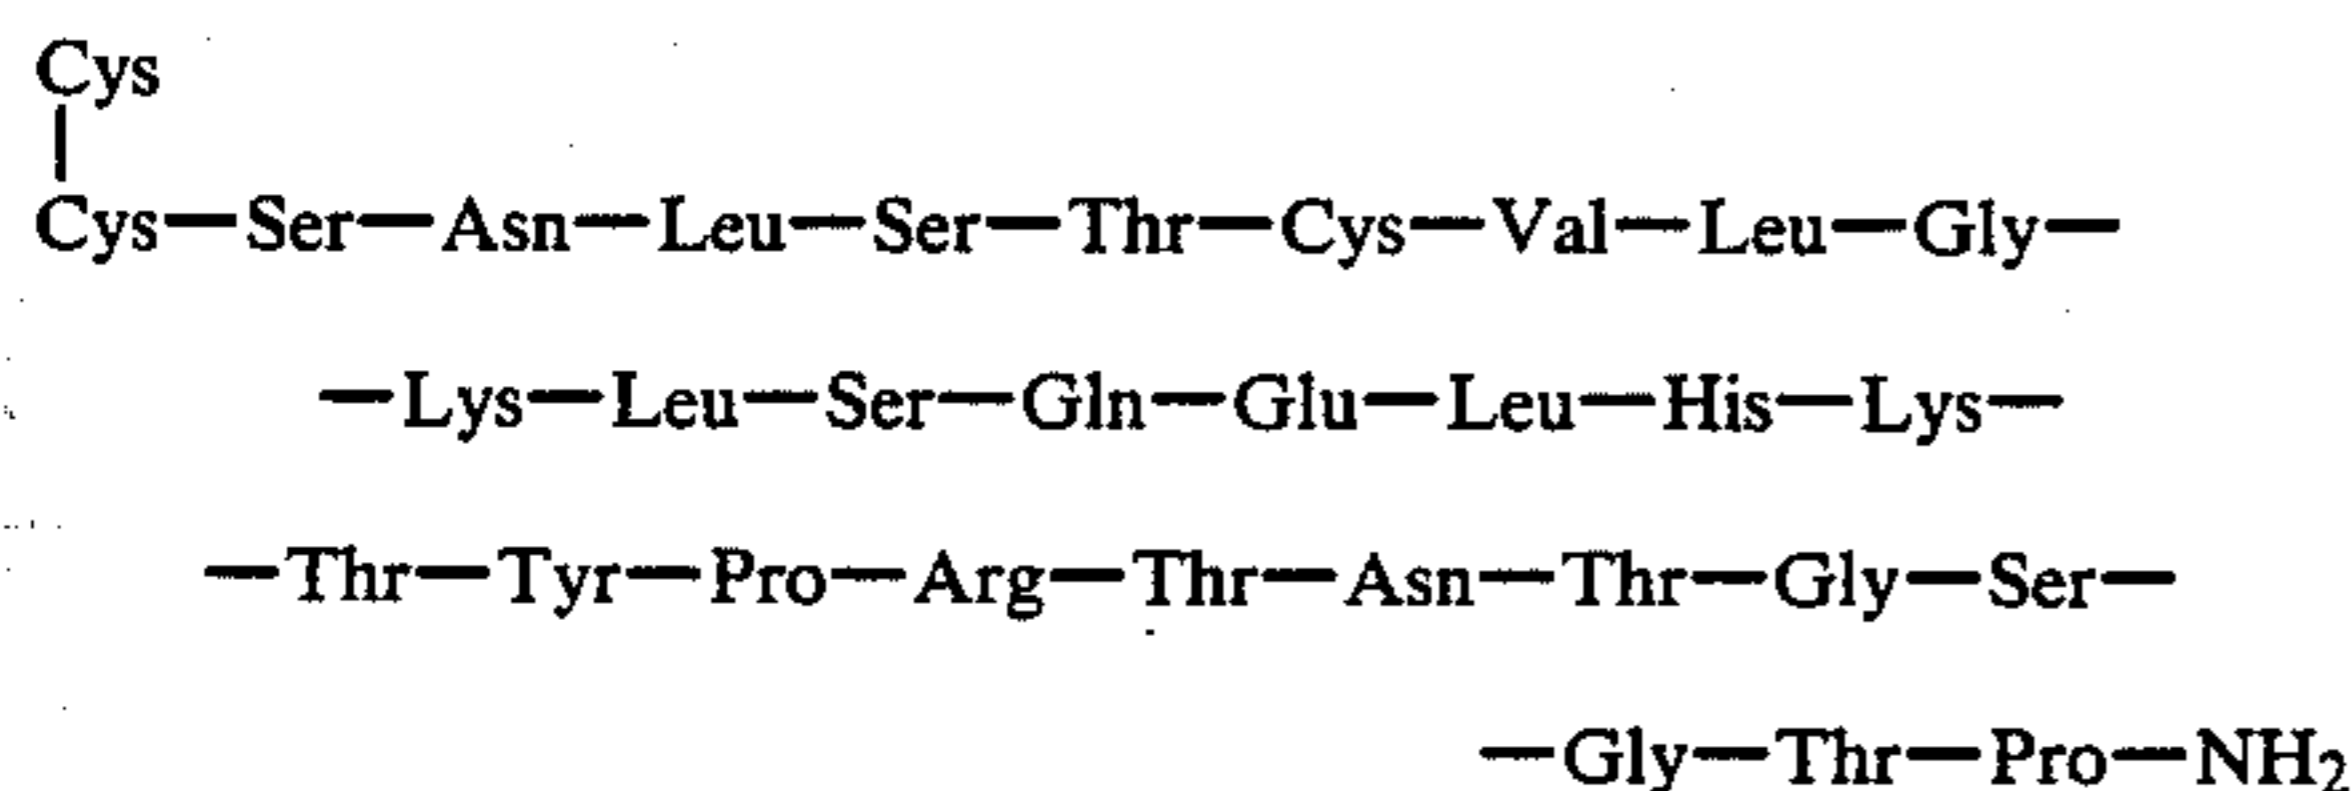 Cys
Cys—Ser—Asn—Leu—Ser—Thr—Cys—Val—Leu—Gly—
—Lys—Leu—Ser—Gln—Glu—Leu—His—Lys—
—Thr—Tyr—Pro—Arg—Thr—Asn—Thr—Gly—Ser—
—Gly—Thr—Pro—NH₂